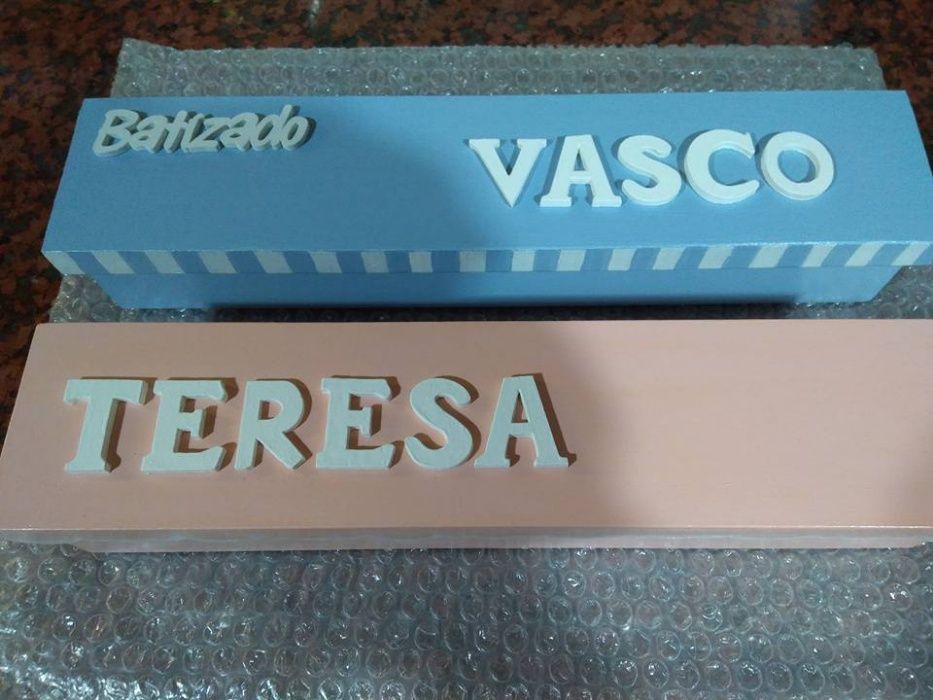 Batizado
VASCO
TERESA